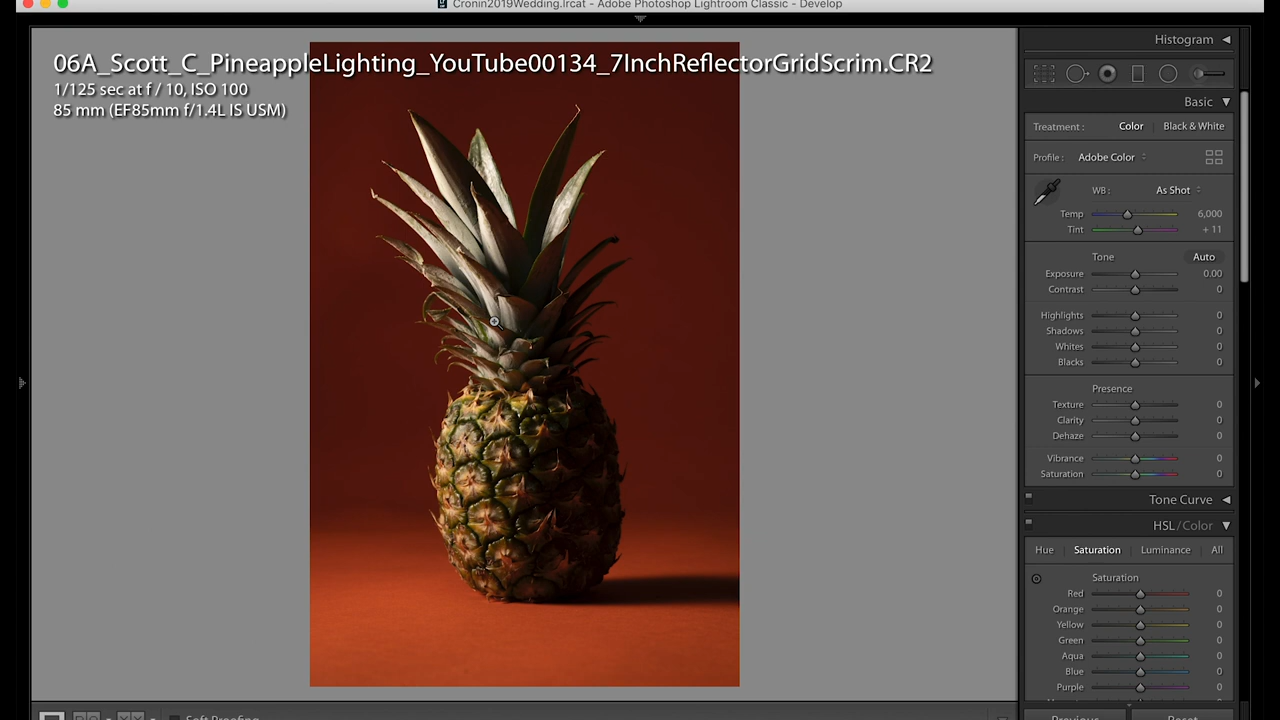 Cronin2019Wedding.lrcat - Adobe Photoshop Lightroom Classic - Develop
06A_Scott_C_PineappleLighting_YouTube00134_7InchReflectorGridScrim.CR2
1/125 sec at f / 10, ISO 100
85 mm (EF85mm f/1.4L IS USM)
Histogram
Basic
Treatment : Color Black & White
Profile : Adobe Color
WB : As Shot
Temp 6,000
Tint + 11
Tone Auto
Exposure 0.00
Contrast 0
Highlights 0
Shadows 0
Whites 0
Blacks 0
Presence
Texture 0
Clarity 0
Dehaze 0
Vibrance 0
Saturation 0
Tone Curve
HSL / Color
Hue Saturation Luminance All
Saturation
Red 0
Orange 0
Yellow 0
Green 0
Aqua 0
Blue 0
Purple 0
Soft Proofing
Previous Reset